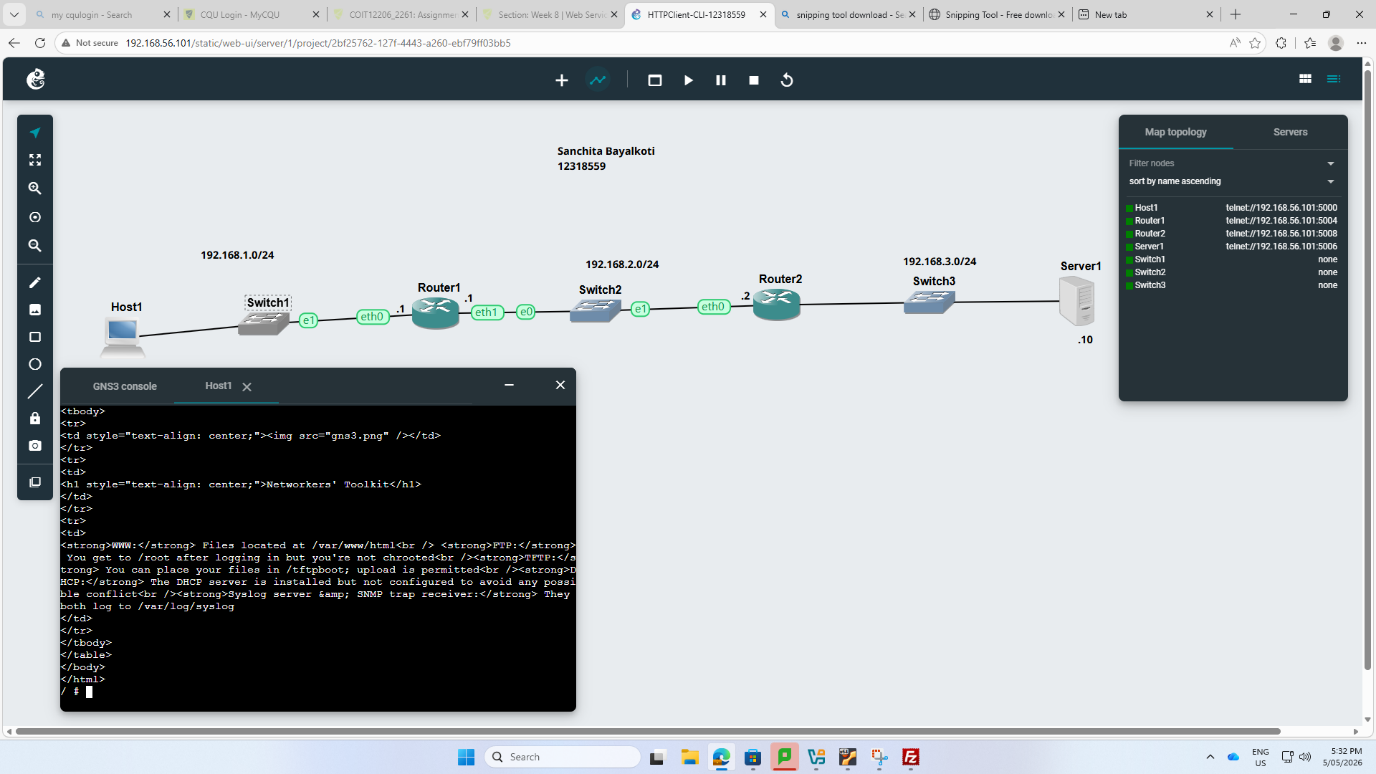 my cqulogin - Search
CQU Login - MyCQU
COIT12206_2261: Assignmer
Section: Week 8 | Web Servic
HTTPClient-CLI-12318559
snipping tool download - Se
Snipping Tool - Free downlo
New tab
Not secure 192.168.56.101/static/web-ui/server/1/project/2bf25762-127f-4443-a260-ebf79ff03bb5
Sanchita Bayalkoti
12318559
Map topology Servers
Filter nodes
sort by name ascending
Host1 telnet://192.168.56.101:5000
Router1 telnet://192.168.56.101:5004
Router2 telnet://192.168.56.101:5008
Server1 telnet://192.168.56.101:5006
Switch1 none
Switch2 none
Switch3 none
192.168.1.0/24
192.168.2.0/24
192.168.3.0/24
Host1
Switch1
e1
eth0
.1
Router1
.1
eth1
e0
Switch2
e1
eth0
.2
Router2
Switch3
Server1
.10
GNS3 console Host1
<tbody>
<tr>
<td style="text-align: center;"><img src="gns3.png" /></td>
</tr>
<tr>
<td>
<h1 style="text-align: center;">Networkers' Toolkit</h1>
</td>
</tr>
<tr>
<td>
<strong>WWW:</strong> Files located at /var/www/html<br /> <strong>FTP:</strong>
 You get to /root after logging in but you're not chrooted<br /><strong>TFTP:</s
trong> You can place your files in /tftpboot; upload is permitted<br /><strong>D
HCP:</strong> The DHCP server is installed but not configured to avoid any possi
ble conflict<br /><strong>Syslog server &amp; SNMP trap receiver:</strong> They
both log to /var/log/syslog
</td>
</tr>
</tbody>
</table>
</body>
</html>
/ #
Search
ENG
US
5:32 PM
5/05/2026